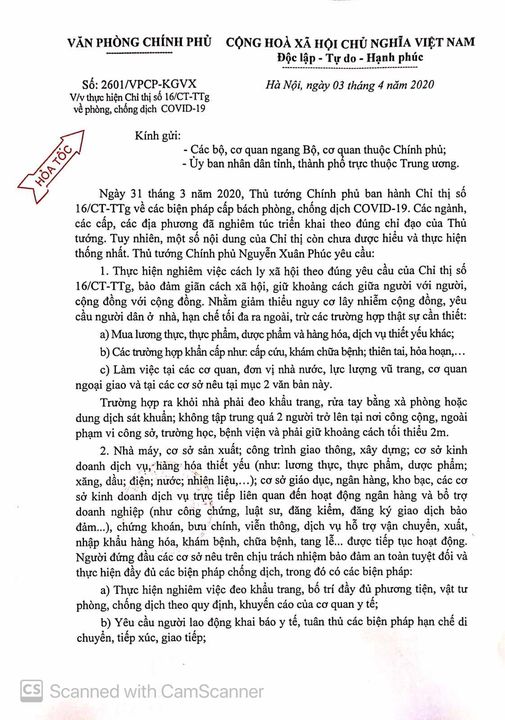 VĂN PHÒNG CHÍNH PHỦ
CỘNG HOÀ XÃ HỘI CHỦ NGHĨA VIỆT NAM
Độc lập - Tự do - Hạnh phúc
Số: 2601/VPCP-KGVX
V/v thực hiện Chỉ thị số 16/CT-TTg
về phòng, chống dịch COVID-19
Hà Nội, ngày 03 tháng 4 năm 2020
HỎA TỐC
Kính gửi:
- Các bộ, cơ quan ngang Bộ, cơ quan thuộc Chính phủ;
- Ủy ban nhân dân tỉnh, thành phố trực thuộc Trung ương.
Ngày 31 tháng 3 năm 2020, Thủ tướng Chính phủ ban hành Chỉ thị số
16/CT-TTg về các biện pháp cấp bách phòng, chống dịch COVID-19. Các ngành,
các cấp, các địa phương đã nghiêm túc triển khai theo đúng chỉ đạo của Thủ
tướng. Tuy nhiên, một số nội dung của Chỉ thị còn chưa được hiểu và thực hiện
thống nhất. Thủ tướng Chính phủ Nguyễn Xuân Phúc yêu cầu:
1. Thực hiện nghiêm việc cách ly xã hội theo đúng yêu cầu của Chỉ thị số
16/CT-TTg, bảo đảm giãn cách xã hội, giữ khoảng cách giữa người với người,
cộng đồng với cộng đồng. Nhằm giảm thiểu nguy cơ lây nhiễm cộng đồng, yêu
cầu người dân ở nhà, hạn chế tối đa ra ngoài, trừ các trường hợp thật sự cần thiết:
a) Mua lương thực, thực phẩm, dược phẩm và hàng hóa, dịch vụ thiết yếu khác;
b) Các trường hợp khẩn cấp như: cấp cứu, khám chữa bệnh; thiên tai, hỏa hoạn,...
c) Làm việc tại các cơ quan, đơn vị nhà nước, lực lượng vũ trang, cơ quan
ngoại giao và tại các cơ sở nêu tại mục 2 văn bản này.
Trường hợp ra khỏi nhà phải đeo khẩu trang, rửa tay bằng xà phòng hoặc
dung dịch sát khuẩn; không tập trung quá 2 người trở lên tại nơi công cộng, ngoài
phạm vi công sở, trường học, bệnh viện và phải giữ khoảng cách tối thiểu 2m.
2. Nhà máy, cơ sở sản xuất; công trình giao thông, xây dựng; cơ sở kinh
doanh dịch vụ, hàng hóa thiết yếu (như: lương thực, thực phẩm, dược phẩm;
xăng, dầu; điện; nước; nhiên liệu,...); cơ sở giáo dục, ngân hàng, kho bạc, các cơ
sở kinh doanh dịch vụ trực tiếp liên quan đến hoạt động ngân hàng và bổ trợ
doanh nghiệp (như công chứng, luật sư, đăng kiểm, đăng ký giao dịch bảo
đảm...), chứng khoán, bưu chính, viễn thông, dịch vụ hỗ trợ vận chuyển, xuất,
nhập khẩu hàng hóa, khám bệnh, chữa bệnh, tang lễ... được tiếp tục hoạt động.
Người đứng đầu các cơ sở nêu trên chịu trách nhiệm bảo đảm an toàn tuyệt đối và
thực hiện đầy đủ các biện pháp chống dịch, trong đó có các biện pháp:
a) Thực hiện nghiêm việc đeo khẩu trang, bố trí đầy đủ phương tiện, vật tư
phòng, chống dịch theo quy định, khuyến cáo của cơ quan y tế;
b) Yêu cầu người lao động khai báo y tế, tuân thủ các biện pháp hạn chế di
chuyển, tiếp xúc, giao tiếp;
CS Scanned with CamScanner